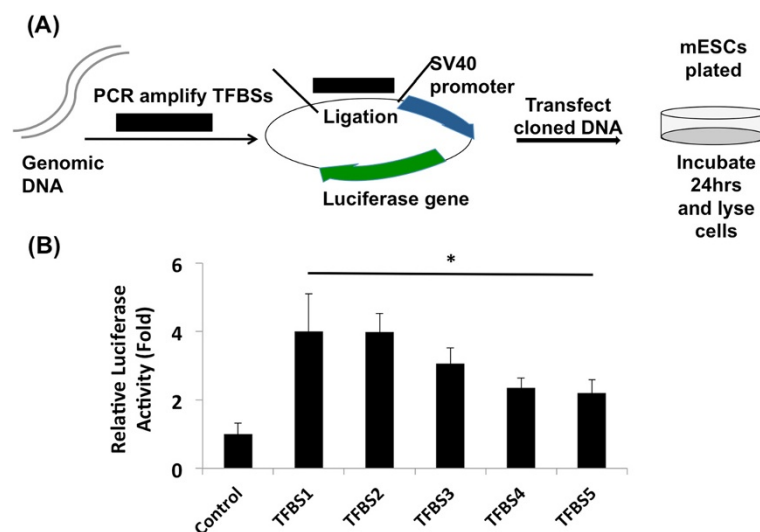 (A)
Genomic
DNA
PCR amplify TFBSs
Ligation
SV40
promoter
Luciferase gene
Transfect
cloned DNA
mESCs
plated
Incubate
24hrs
and lyse
cells
(B)
Relative Luciferase
Activity (Fold)
6
4
2
0
*
Control
TFBS1
TFBS2
TFBS3
TFBS4
TFBS5